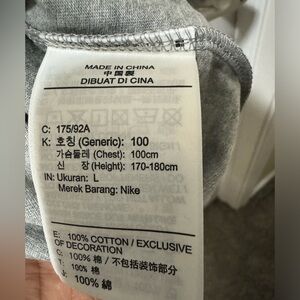 MADE IN CHINA
中国製
DIBUAT DI CINA
C: 175/92A
K: 호칭 (Generic): 100
가슴둘레 (Chest): 100cm
신 장 (Height): 170-180cm
IN: Ukuran: L
Merek Barang: Nike
E: 100% COTTON / EXCLUSIVE
OF DECORATION
C: 100% 棉 / 不包括装饰部分
T: 100% 棉
J: 100% 綿